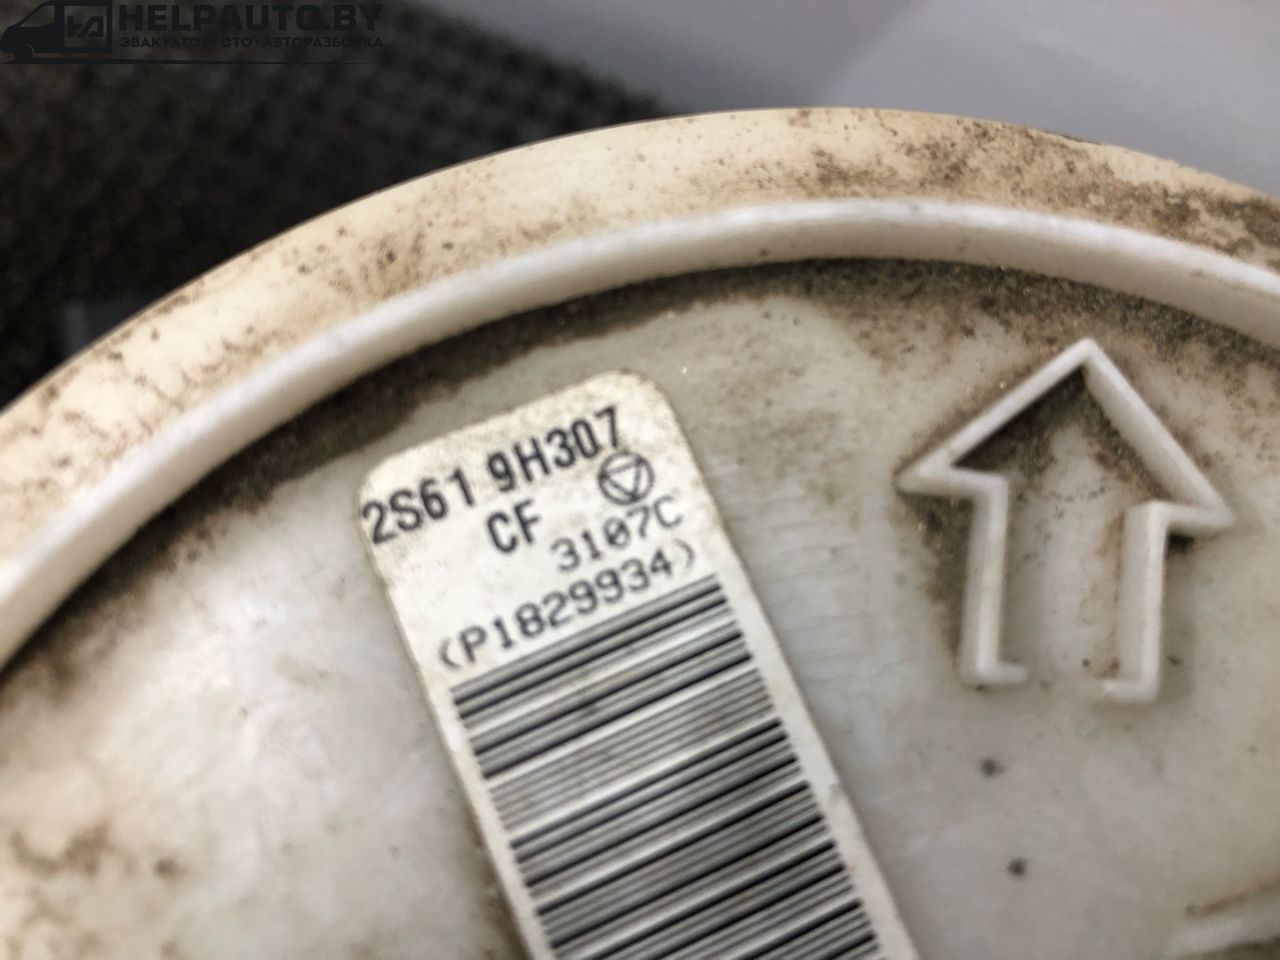 HELPAUTO.BY
ЭВАКУАТОР · СТО · АВТОРАЗБОРКА
2S61 9H307
CF
3107C
(P1829934)